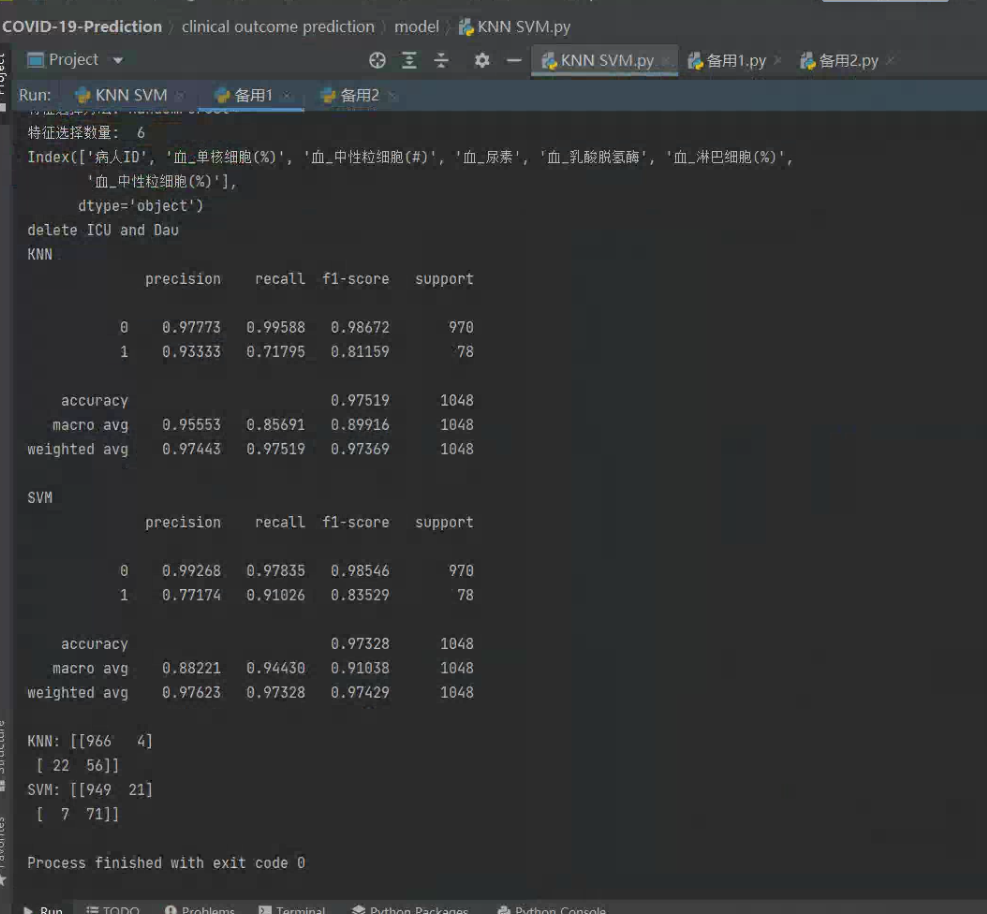 COVID-19-Prediction 〉 clinical outcome prediction 〉 model 〉 KNN SVM.py
Project KNN SVM.py 备用1.py 备用2.py
Run: KNN SVM 备用1 备用2
特征选择数量: 6
Index(['病人ID', '血_单核细胞(%)', '血_中性粒细胞(#)', '血_尿素', '血_乳酸脱氢酶', '血_淋巴细胞(%)',
'血_中性粒细胞(%)'],
dtype='object')
delete ICU and Dau
KNN
precision recall f1-score support
0 0.97773 0.99588 0.98672 970
1 0.93333 0.71795 0.81159 78
accuracy 0.97519 1048
macro avg 0.95553 0.85691 0.89916 1048
weighted avg 0.97443 0.97519 0.97369 1048
SVM
precision recall f1-score support
0 0.99268 0.97835 0.98546 970
1 0.77174 0.91026 0.83529 78
accuracy 0.97328 1048
macro avg 0.88221 0.94430 0.91038 1048
weighted avg 0.97623 0.97328 0.97429 1048
KNN: [[966 4]
[ 22 56]]
SVM: [[949 21]
[ 7 71]]
Process finished with exit code 0
Run TODO Problems Terminal Python Packages Python Console